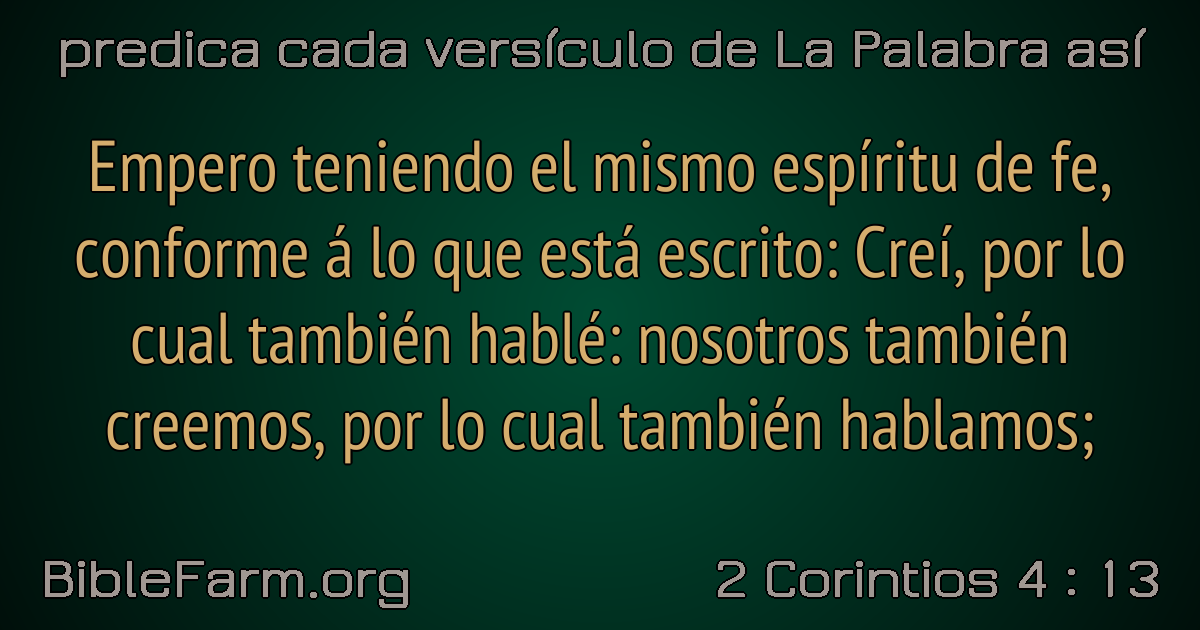 predica cada versículo de La Palabra así
Empero teniendo el mismo espíritu de fe,
conforme á lo que está escrito: Creí, por lo
cual también hablé: nosotros también
creemos, por lo cual también hablamos;
BibleFarm.org
2 Corintios 4 : 13